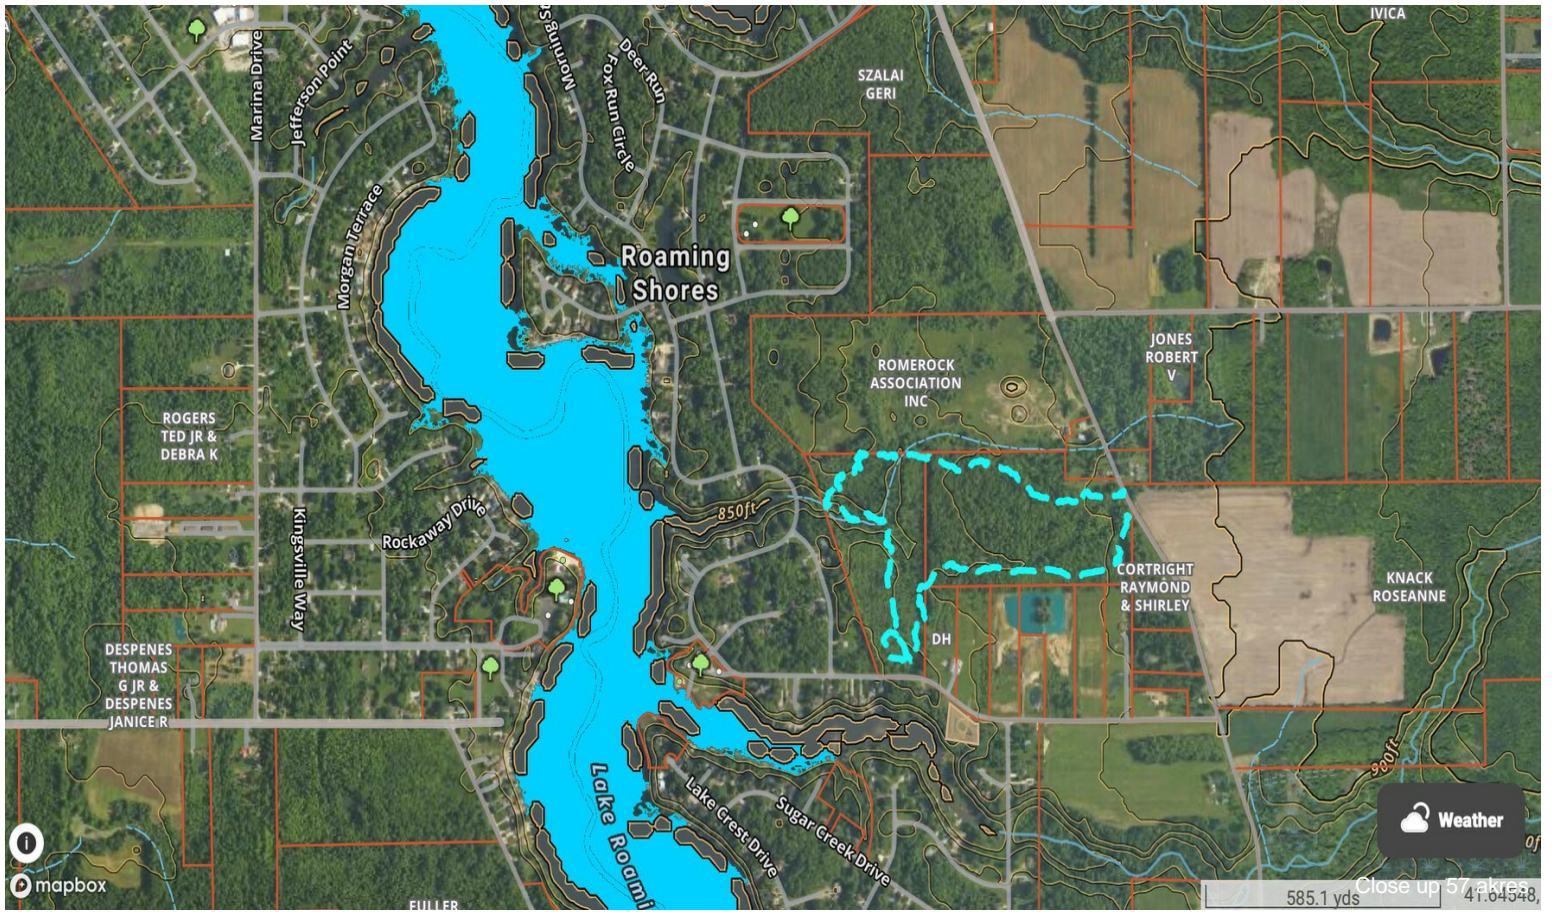 IVICA
Marina Drive
Jefferson Point
Morning St
Deer Run
Fox Run Circle
SZALAI
GERI
Morgan Terrace
Roaming
Shores
JONES
ROBERT
V
ROMEROCK
ASSOCIATION
INC
ROGERS
TED JR &
DEBRA K
Rockaway Drive
850ft
Kingsville Way
CORTRIGHT
RAYMOND
& SHIRLEY
KNACK
ROSEANNE
DH
DESPENES
THOMAS
G JR &
DESPENES
JANICE R
900ft
Lake Roami
Lake Crest Drive
Sugar Creek Drive
i
Weather
mapbox
Close up 57 akres
585.1 yds
41.64548,
FULLER